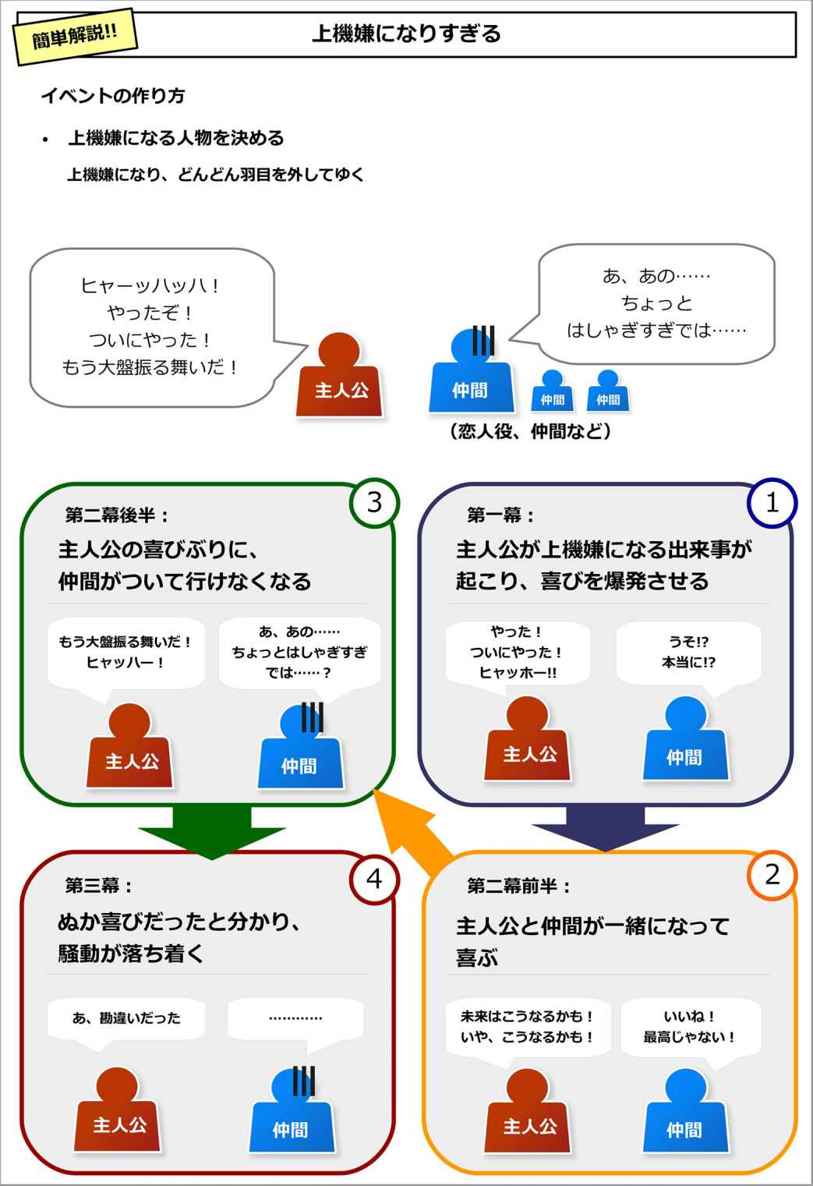 簡単解説!!
上機嫌になりすぎる
イベントの作り方
• 上機嫌になる人物を決める
上機嫌になり、どんどん羽目を外してゆく
ヒャーッハッハ！
やったぞ！
ついにやった！
もう大盤振る舞いだ！
主人公
あ、あの……
ちょっと
はしゃぎすぎでは……
仲間
仲間
仲間
（恋人役、仲間など）
1
第一幕：
主人公が上機嫌になる出来事が
起こり、喜びを爆発させる
やった！
ついにやった！
ヒャッホー!!
うそ!?
本当に!?
主人公
仲間
2
第二幕前半：
主人公と仲間が一緒になって
喜ぶ
未来はこうなるかも！
いや、こうなるかも！
いいね！
最高じゃない！
主人公
仲間
3
第二幕後半：
主人公の喜びぶりに、
仲間がついて行けなくなる
もう大盤振る舞いだ！
ヒャッハー！
あ、あの……
ちょっとはしゃぎすぎ
では……？
主人公
仲間
4
第三幕：
ぬか喜びだったと分かり、
騒動が落ち着く
あ、勘違いだった
…………
主人公
仲間